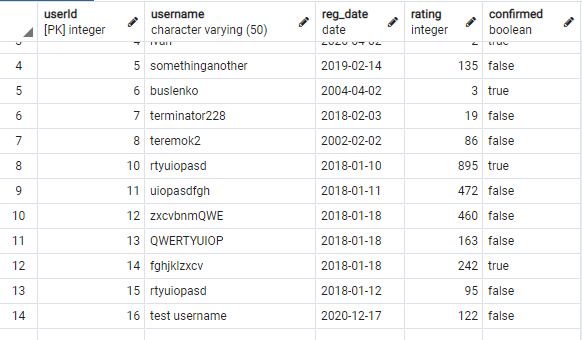 userId username reg_date rating confirmed
[PK] integer character varying (50) date integer boolean
4 5 somethinganother 2019-02-14 135 false
5 6 buslenko 2004-04-02 3 true
6 7 terminator228 2018-02-03 19 false
7 8 teremok2 2002-02-02 86 false
8 10 rtyuiopasd 2018-01-10 895 true
9 11 uiopasdfgh 2018-01-11 472 false
10 12 zxcvbnmQWE 2018-01-18 460 false
11 13 QWERTYUIOP 2018-01-18 163 false
12 14 fghjklzxcv 2018-01-18 242 true
13 15 rtyuiopasd 2018-01-12 95 false
14 16 test username 2020-12-17 122 false